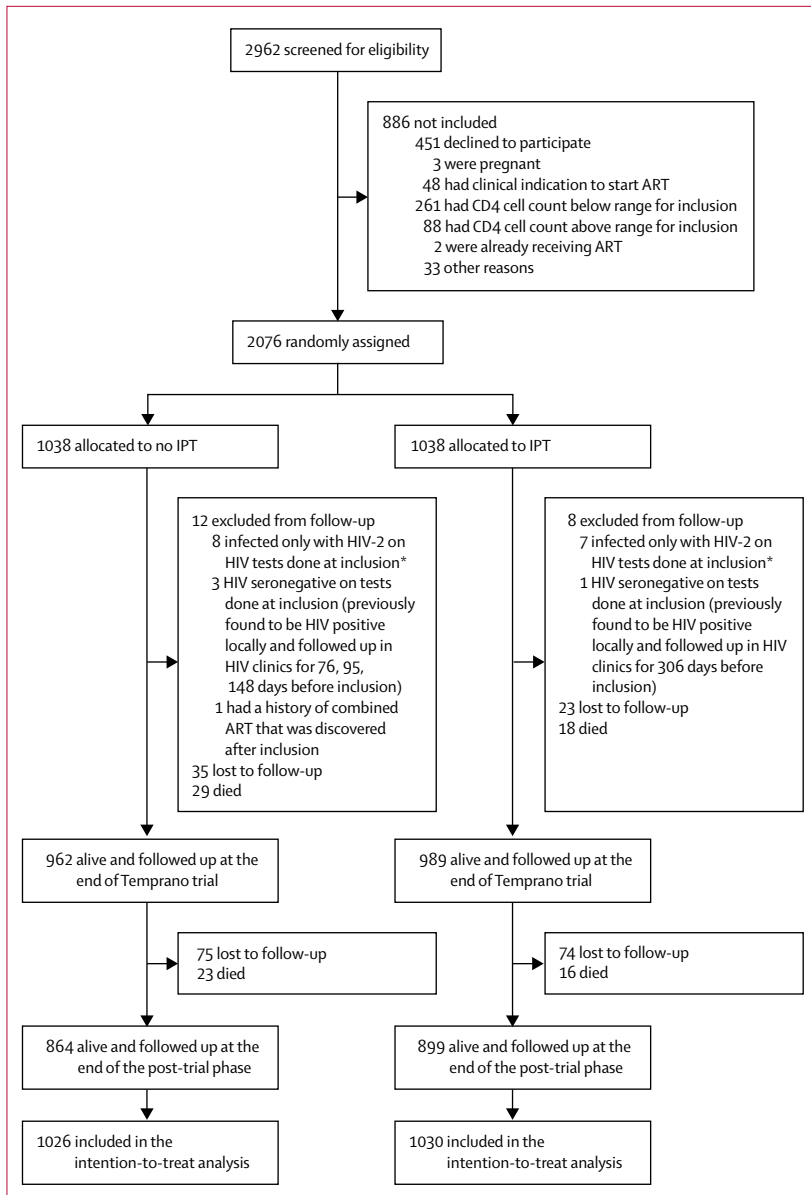 2962 screened for eligibility
886 not included
451 declined to participate
3 were pregnant
48 had clinical indication to start ART
261 had CD4 cell count below range for inclusion
88 had CD4 cell count above range for inclusion
2 were already receiving ART
33 other reasons
2076 randomly assigned
1038 allocated to no IPT
1038 allocated to IPT
12 excluded from follow-up
8 infected only with HIV-2 on
HIV tests done at inclusion*
3 HIV seronegative on tests
done at inclusion (previously
found to be HIV positive
locally and followed up in
HIV clinics for 76, 95,
148 days before inclusion)
1 had a history of combined
ART that was discovered
after inclusion
35 lost to follow-up
29 died
8 excluded from follow-up
7 infected only with HIV-2 on
HIV tests done at inclusion*
1 HIV seronegative on tests
done at inclusion (previously
found to be HIV positive
locally and followed up in HIV
clinics for 306 days before
inclusion)
23 lost to follow-up
18 died
962 alive and followed up at the
end of Temprano trial
989 alive and followed up at the
end of Temprano trial
75 lost to follow-up
23 died
74 lost to follow-up
16 died
864 alive and followed up at the
end of the post-trial phase
899 alive and followed up at the
end of the post-trial phase
1026 included in the
intention-to-treat analysis
1030 included in the
intention-to-treat analysis